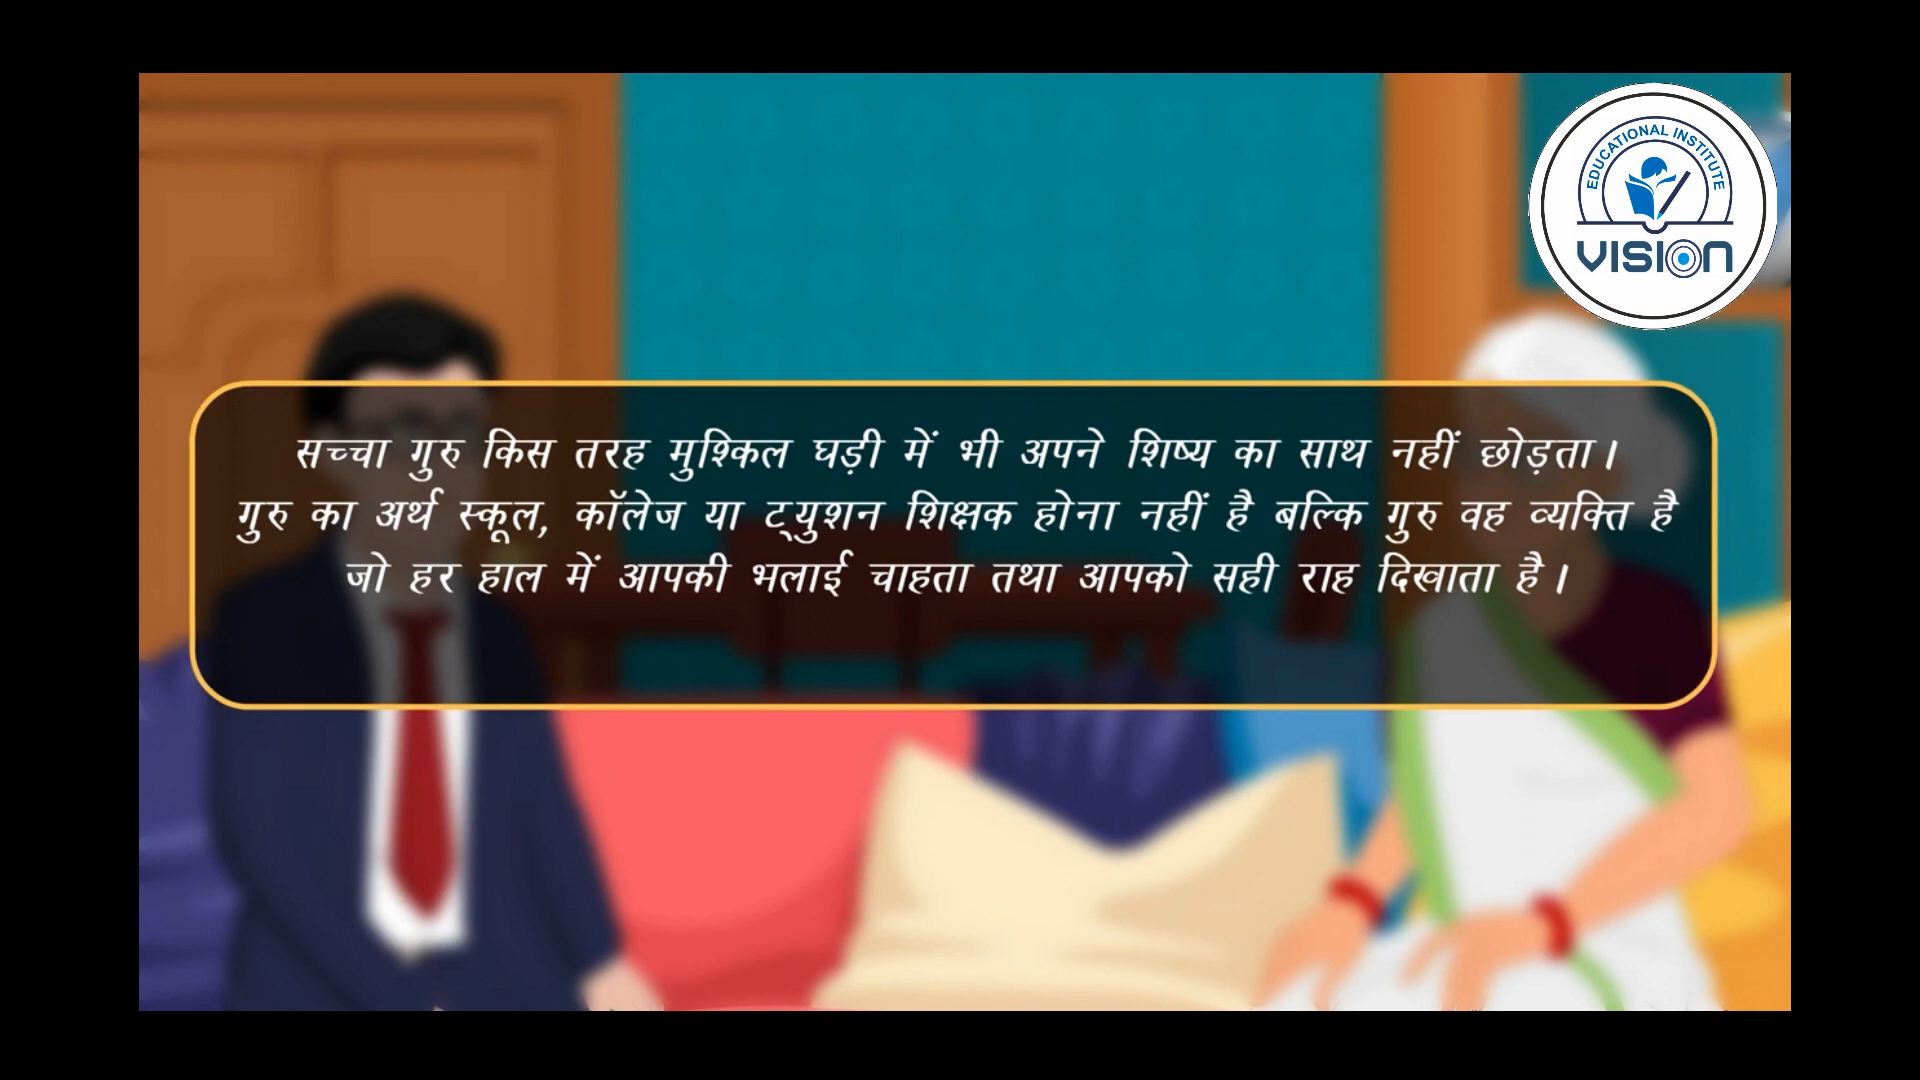 EDUCATIONAL INSTITUTE
VISION
सच्चा गुरु किस तरह मुश्किल घड़ी में भी अपने शिष्य का साथ नहीं छोड़ता।
गुरु का अर्थ स्कूल, कॉलेज या ट्युशन शिक्षक होना नहीं है बल्कि गुरु वह व्यक्ति है
जो हर हाल में आपकी भलाई चाहता तथा आपको सही राह दिखाता है।